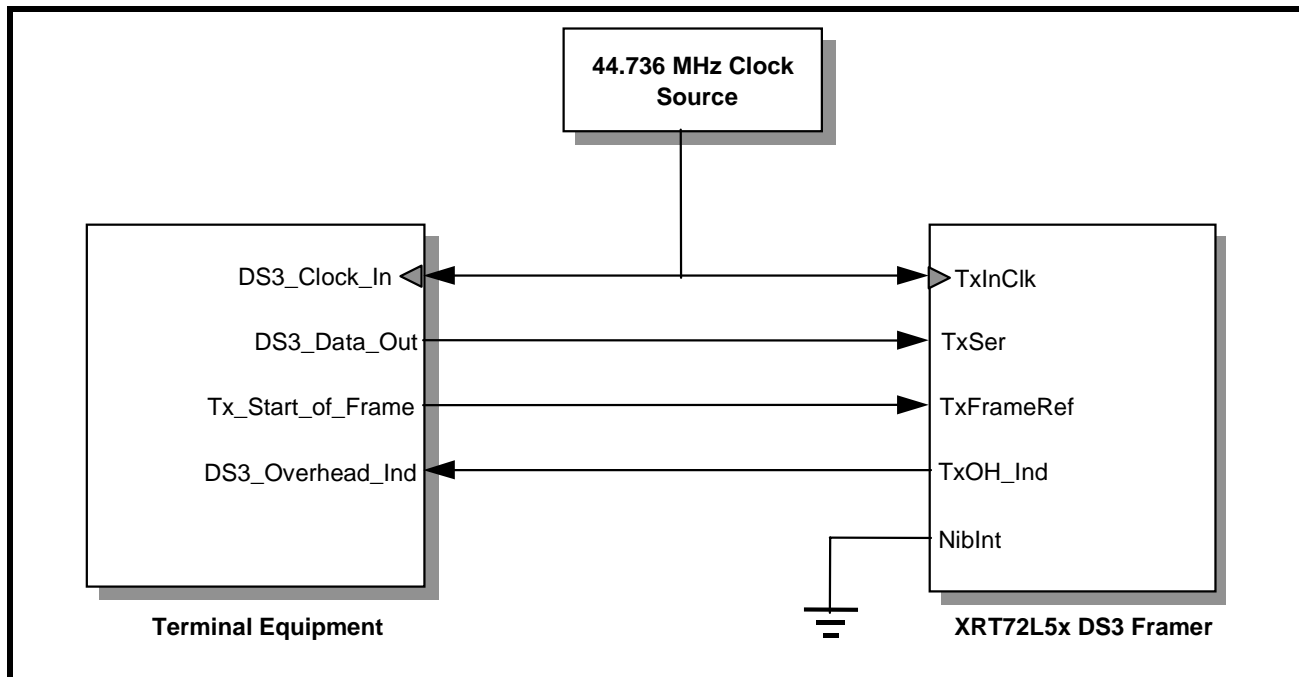 44.736 MHz Clock
Source
DS3_Clock_In
TxInClk
DS3_Data_Out
TxSer
Tx_Start_of_Frame
TxFrameRef
DS3_Overhead_Ind
TxOH_Ind
NibInt
Terminal Equipment
XRT72L5x DS3 Framer